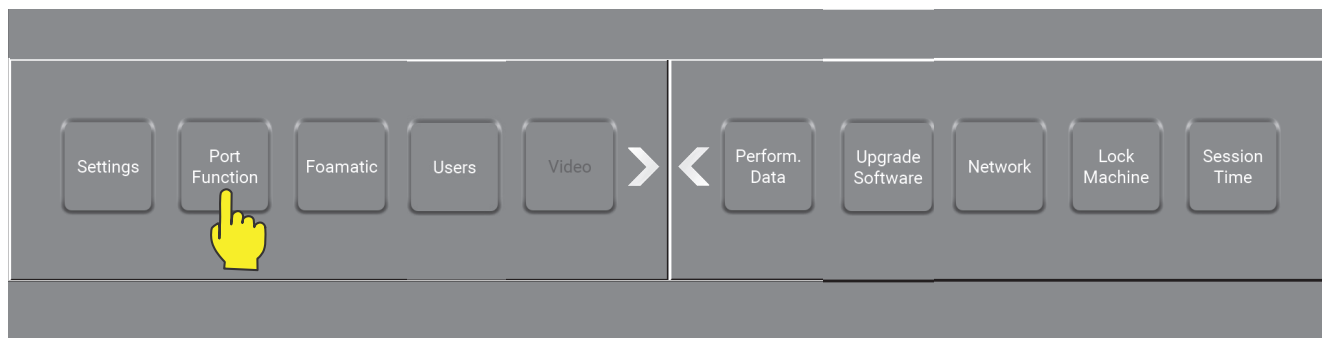 Settings
Port
Function
Foamatic
Users
Video
Perform.
Data
Upgrade
Software
Network
Lock
Machine
Session
Time